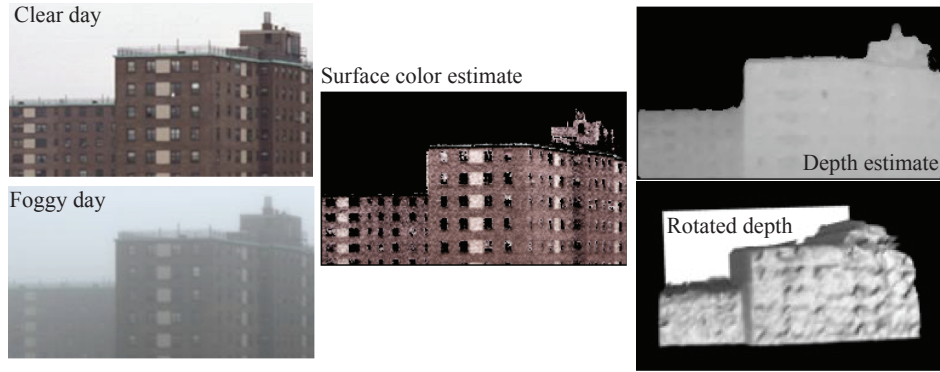 Clear day
Surface color estimate
Depth estimate
Foggy day
Rotated depth